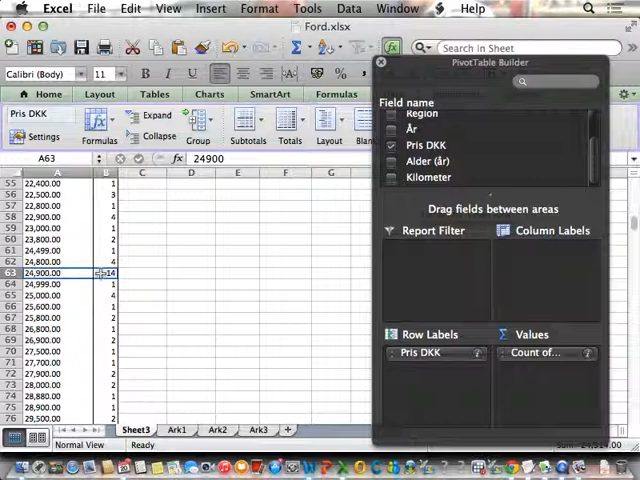 Excel File Edit View Insert Format Tools Data Window Help
Ford.xlsx
Search in Sheet
Calibri (Body) 11 B I U
Home Layout Tables Charts SmartArt Formulas
Pris DKK
Settings
Formulas
Expand
Collapse
Group
Subtotals
Totals
A63 fx 24900
A B C D E F G
55 22,400.00 1
56 22,500.00 3
57 22,800.00 1
58 22,900.00 4
59 23,000.00 1
60 23,800.00 2
61 24,499.00 1
62 24,800.00 4
63 24,900.00 14
64 24,999.00 1
65 25,000.00 4
66 25,600.00 1
67 25,800.00 2
68 26,800.00 1
69 26,900.00 2
70 27,500.00 1
71 27,700.00 1
72 27,900.00 2
73 28,000.00 2
74 28,800.00 1
75 28,900.00 1
76 29,500.00 2
Sheet3 Ark1 Ark2 Ark3
Normal View Ready
PivotTable Builder
Field name
Region
År
Pris DKK
Alder (år)
Kilometer
Drag fields between areas
Report Filter
Column Labels
Row Labels
Values
Pris DKK
Count of...